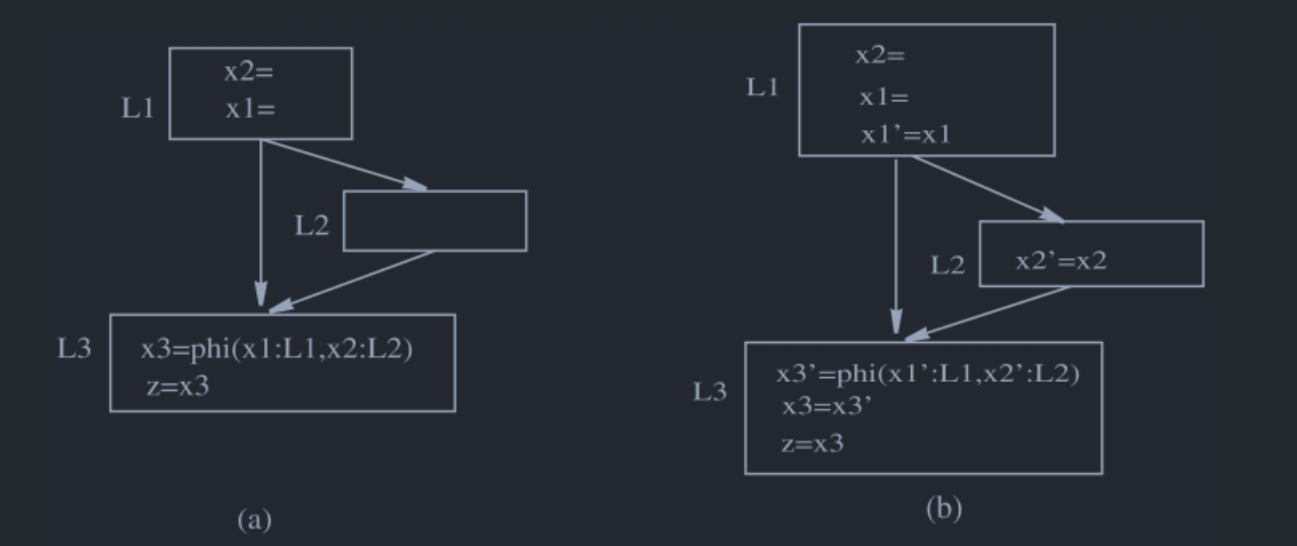 x2=
L1
x1=
L2
L3
x3=phi(x1:L1,x2:L2)
z=x3
(a)
x2=
L1
x1=
x1’=x1
L2
x2’=x2
L3
x3’=phi(x1’:L1,x2’:L2)
x3=x3’
z=x3
(b)